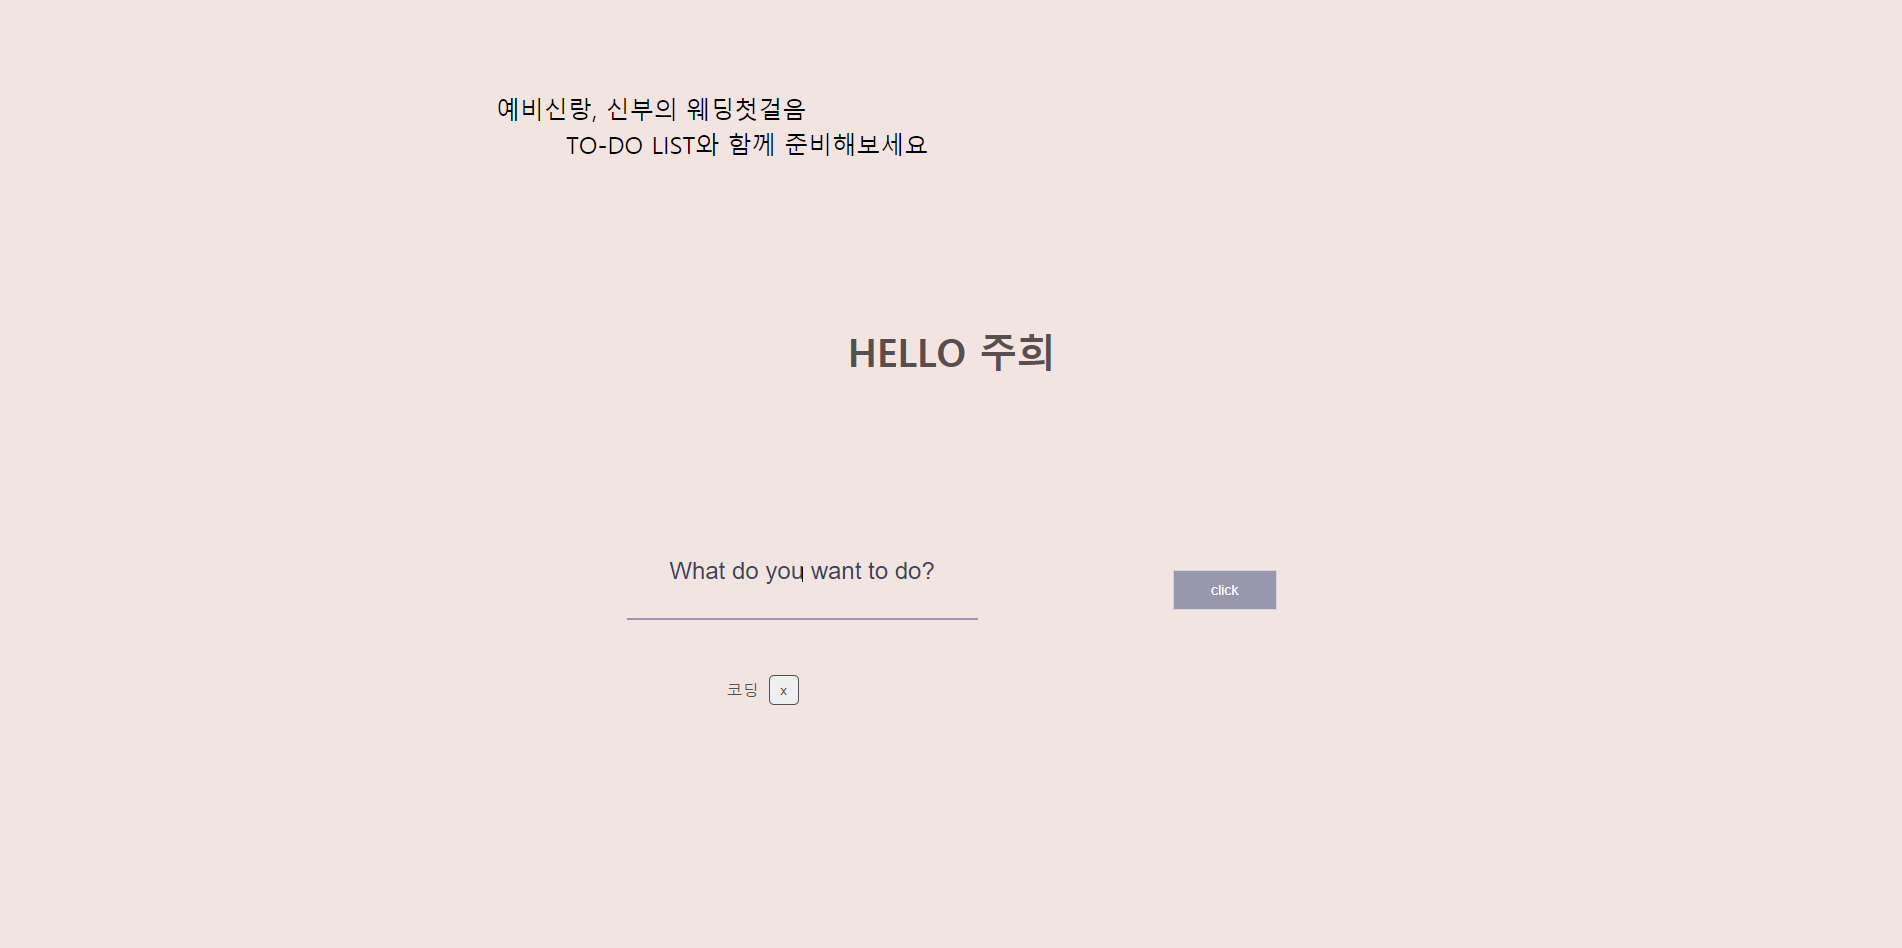 예비신랑, 신부의 웨딩첫걸음
TO-DO LIST와 함께 준비해보세요
HELLO 주희
What do you want to do?
click
코딩 x